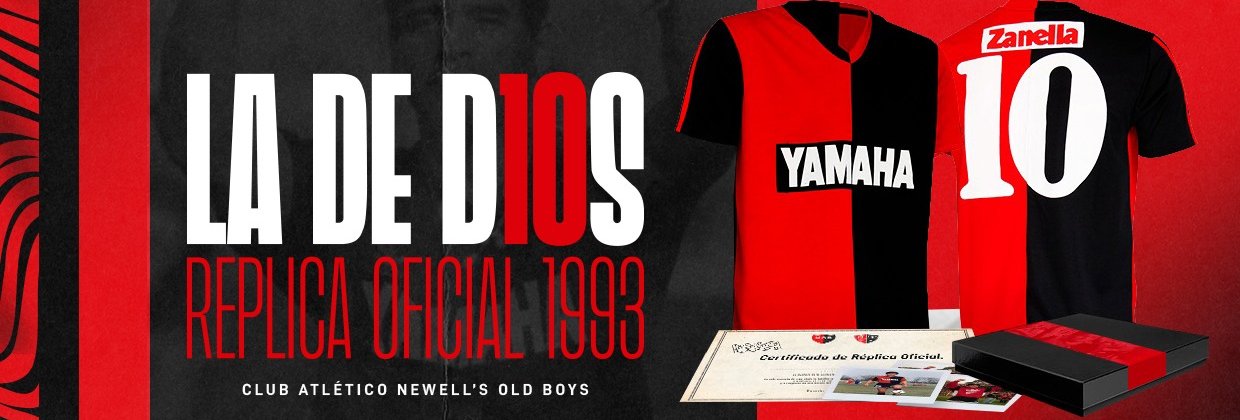 LA DE D10S
REPLICA OFICIAL 1993
CLUB ATLÉTICO NEWELL'S OLD BOYS
YAMAHA
Zanella
10
Certificado de Réplica Oficial.